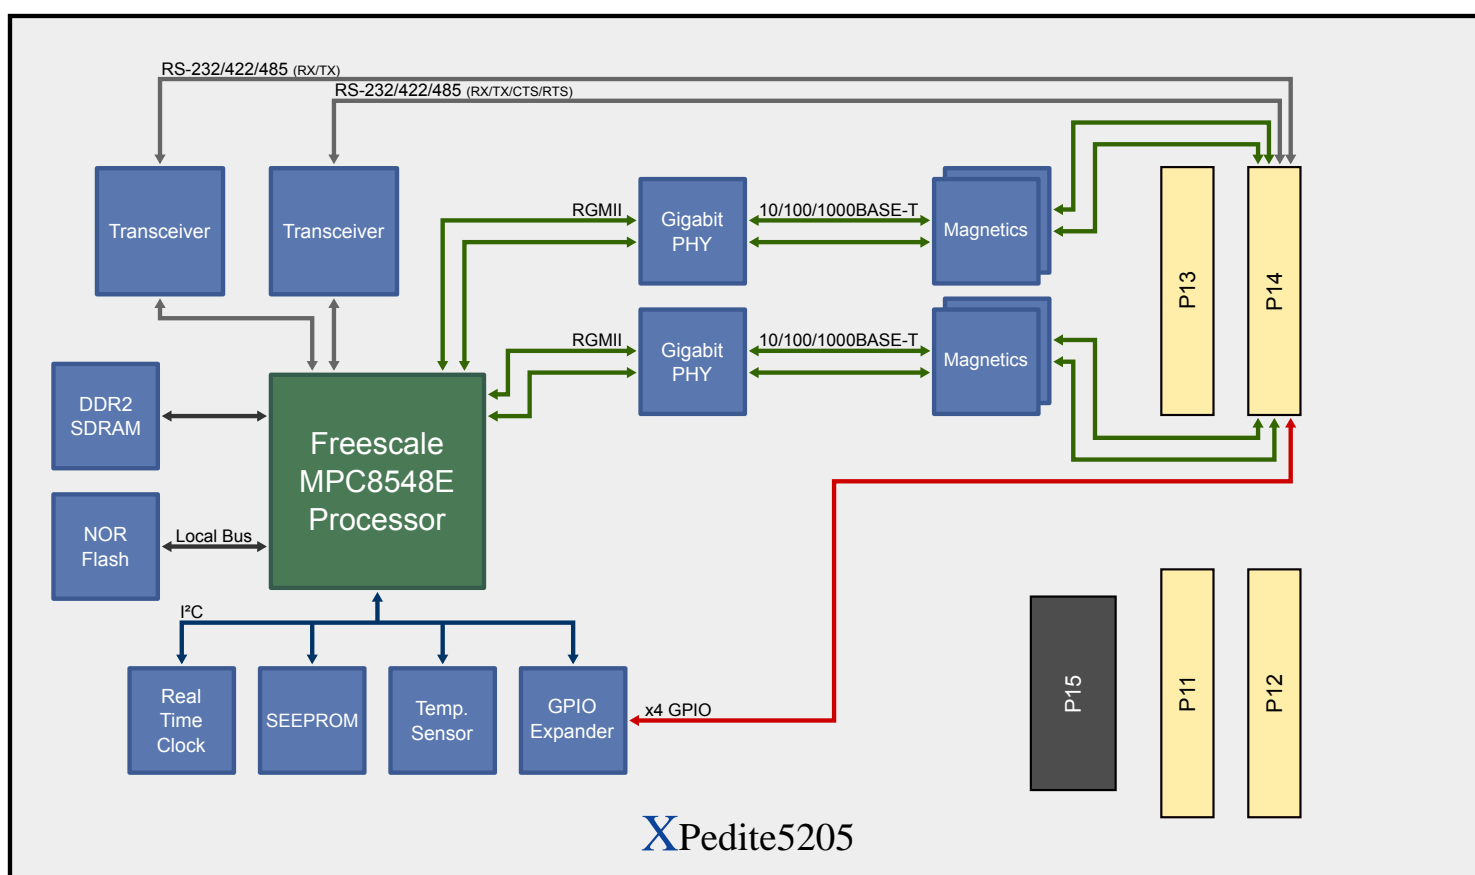 RS-232/422/485 (RX/TX)
RS-232/422/485 (RX/TX/CTS/RTS)
Transceiver
Transceiver
RGMII
Gigabit
PHY
10/100/1000BASE-T
Magnetics
P13
P14
RGMII
Gigabit
PHY
10/100/1000BASE-T
Magnetics
DDR2
SDRAM
Freescale
MPC8548E
Processor
NOR
Flash
Local Bus
I²C
Real
Time
Clock
SEEPROM
Temp.
Sensor
GPIO
Expander
x4 GPIO
P15
P11
P12
XPedite5205